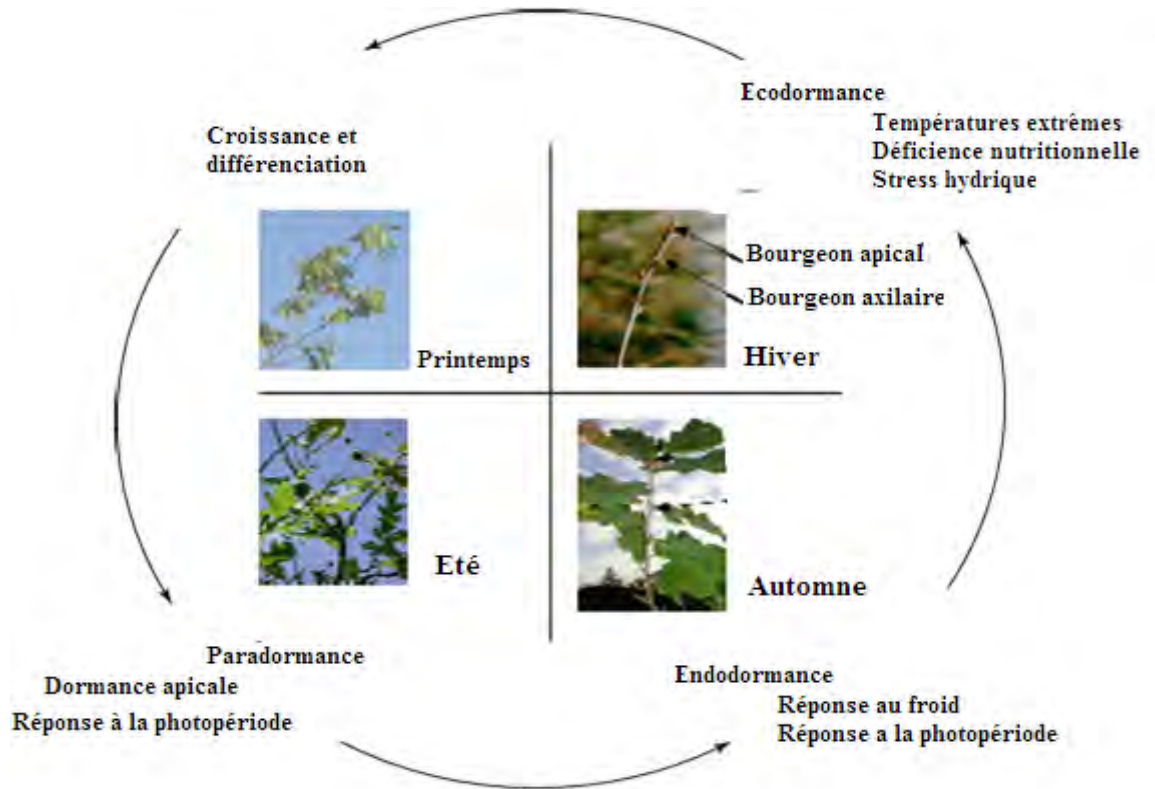 Ecodormance
Températures extrêmes
Déficience nutritionnelle
Stress hydrique
Croissance et
différenciation
Bourgeon apical
Bourgeon axilaire
Printemps
Hiver
Eté
Automne
Paradormance
Dormance apicale
Réponse à la photopériode
Endodormance
Réponse au froid
Réponse a la photopériode